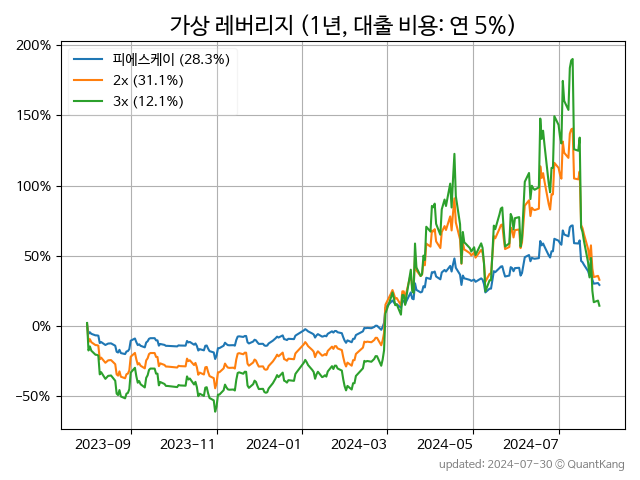 가상 레버리지 (1년, 대출 비용: 연 5%)
200%
150%
100%
50%
0%
−50%
피에스케이 (28.3%)
2x (31.1%)
3x (12.1%)
2023-09 2023-11 2024-01 2024-03 2024-05 2024-07
updated: 2024-07-30 © QuantKang